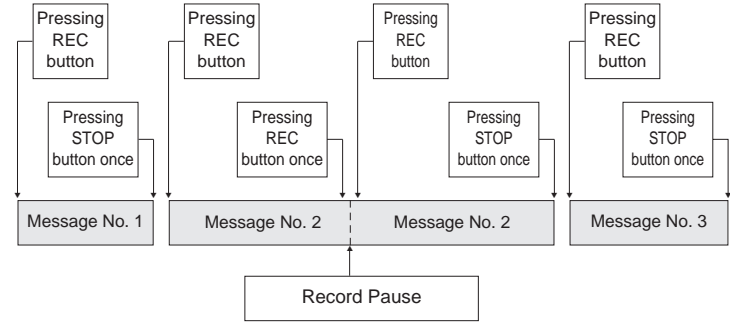 Pressing
REC
button
Pressing
REC
button
Pressing
REC
button
Pressing
REC
button
Pressing
STOP
button once
Pressing
REC
button once
Pressing
STOP
button once
Pressing
STOP
button once
Message No. 1
Message No. 2
Message No. 2
Message No. 3
Record Pause